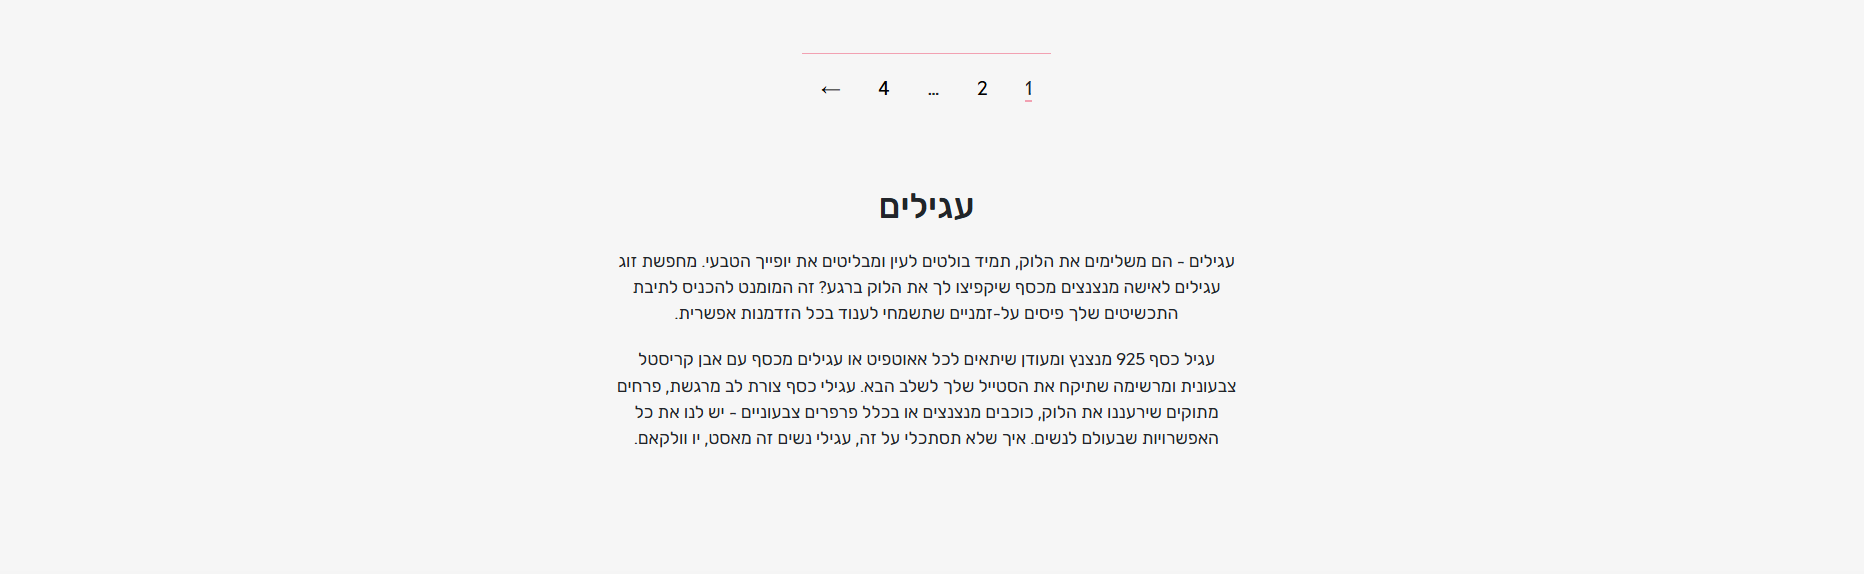 1 2 ... 4 ←
עגילים
עגילים - הם משלימים את הלוק, תמיד בולטים לעין ומבליטים את יופייך הטבעי. מחפשת זוג
עגילים לאישה מנצנצים מכסף שיקפיצו לך את הלוק ברגע? זה המומנט להכניס לתיבת
התכשיטים שלך פיסים על-זמניים שתשמחי לענוד בכל הזדמנות אפשרית.
עגיל כסף 925 מנצנץ ומעודן שיתאים לכל אאוטפיט או עגילים מכסף עם אבן קריסטל
צבעונית ומרשימה שתיקח את הסטייל שלך לשלב הבא. עגילי כסף צורת לב מרגשת, פרחים
מתוקים שירעננו את הלוק, כוכבים מנצנצים או בכלל פרפרים צבעוניים - יש לנו את כל
האפשרויות שבעולם לנשים. איך שלא תסתכלי על זה, עגילי נשים זה מאסט, יו וולקאם.